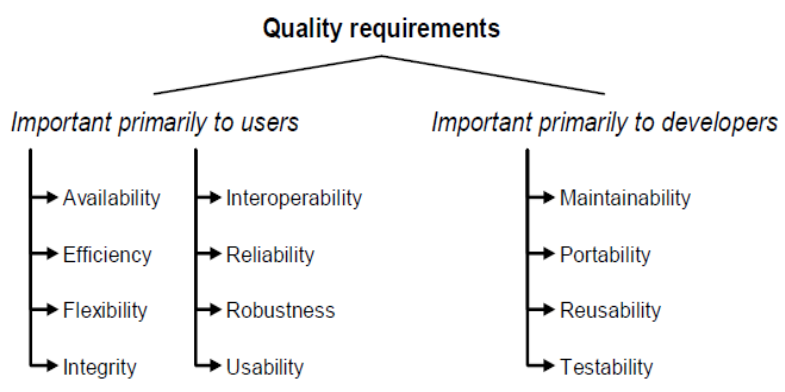 Quality requirements
Important primarily to users
Important primarily to developers
Availability
Efficiency
Flexibility
Integrity
Interoperability
Reliability
Robustness
Usability
Maintainability
Portability
Reusability
Testability